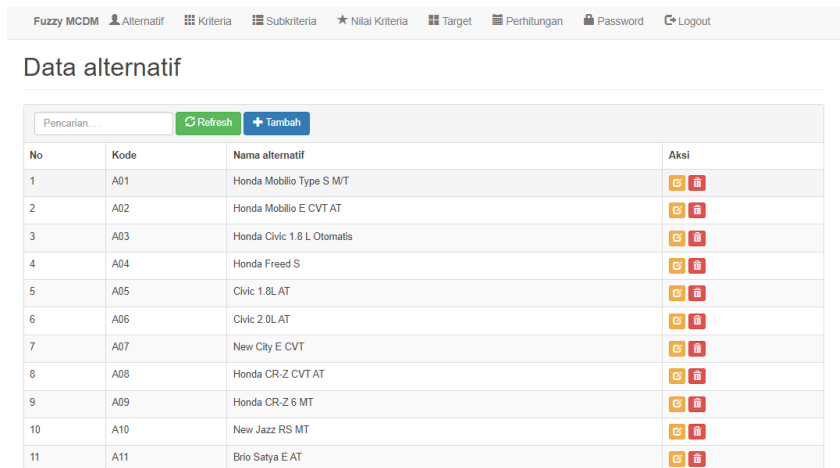 Fuzzy MCDM Alternatif Kriteria Subkriteria Nilai Kriteria Target Perhitungan Password Logout
Data alternatif
Pencarian. . . Refresh Tambah
No Kode Nama alternatif Aksi
1 A01 Honda Mobilio Type S M/T
2 A02 Honda Mobilio E CVT AT
3 A03 Honda Civic 1.8 L Otomatis
4 A04 Honda Freed S
5 A05 Civic 1.8L AT
6 A06 Civic 2.0L AT
7 A07 New City E CVT
8 A08 Honda CR-Z CVT AT
9 A09 Honda CR-Z 6 MT
10 A10 New Jazz RS MT
11 A11 Brio Satya E AT